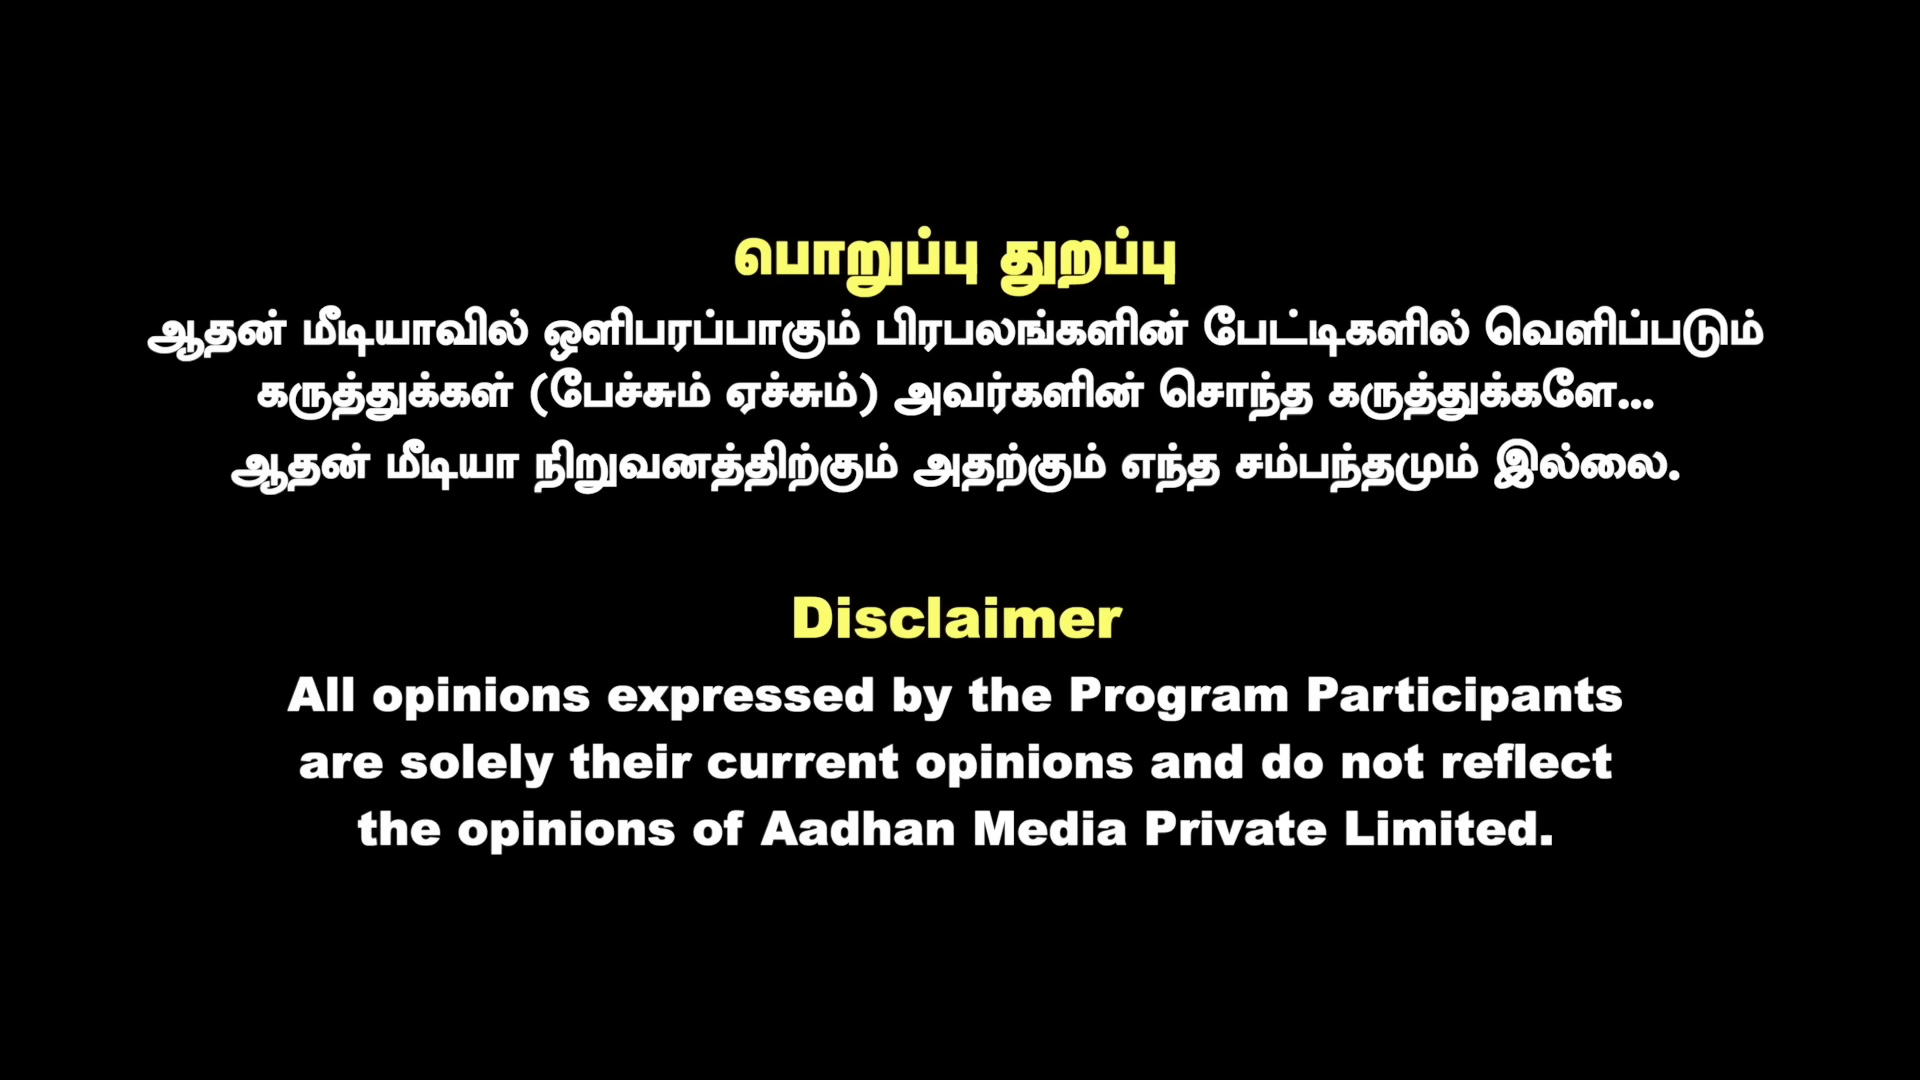 பொறுப்பு துறப்பு
ஆதன் மீடியாவில் ஒளிபரப்பாகும் பிரபலங்களின் பேட்டிகளில் வெளிப்படும்
கருத்துக்கள் (பேச்சும் ஏச்சும்) அவர்களின் சொந்த கருத்துக்களே...
ஆதன் மீடியா நிறுவனத்திற்கும் அதற்கும் எந்த சம்பந்தமும் இல்லை.
Disclaimer
All opinions expressed by the Program Participants
are solely their current opinions and do not reflect
the opinions of Aadhan Media Private Limited.